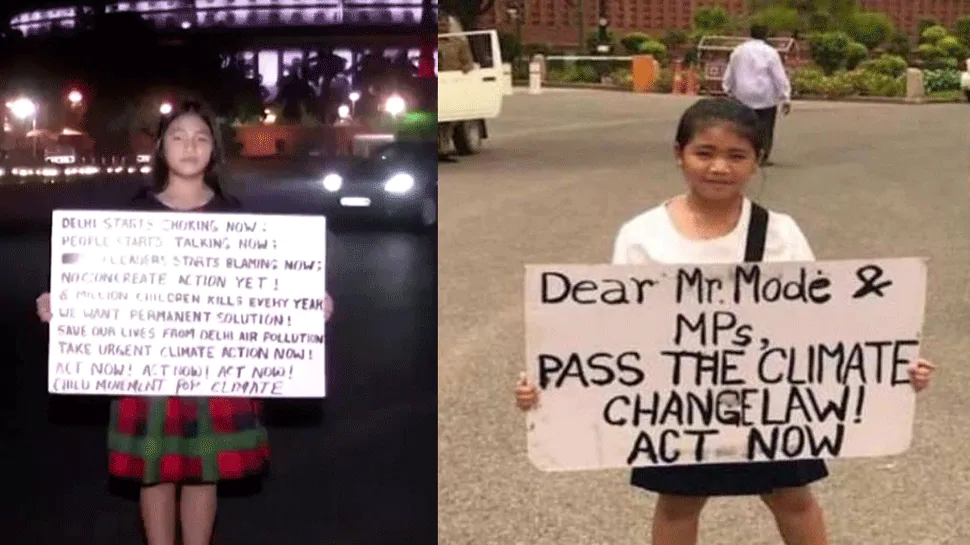 DELHI STARTS CHOKING NOW;
PEOPLE STARTS TALKING NOW;
LEADERS STARTS BLAMING NOW;
NO CONCREATE ACTION YET!
MILLION CHILDREN KILLS EVERY YEAR
WE WANT PERMANENT SOLUTION!
SAVE OUR LIVES FROM DELHI AIR POLLUTION
TAKE URGENT CLIMATE ACTION NOW!
ACT NOW! ACT NOW! ACT NOW!
CHILD MOVEMENT FOR CLIMATE
Dear Mr. Mode &
MPs,
PASS THE CLIMATE
CHANGE LAW!
ACT NOW